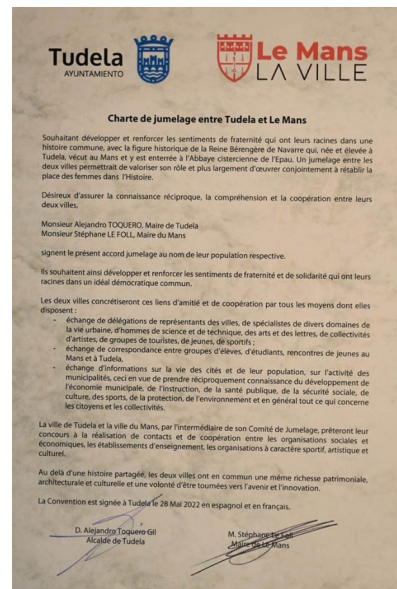 Tudela
AYUNTAMIENTO
Le Mans
LA VILLE
Charte de jumelage entre Tudela et Le Mans
Souhaitant développer et renforcer les sentiments de fraternité qui ont leurs racines dans une
histoire commune, avec la figure historique de la Reine Bérengère de Navarre qui, née et élevée à
Tudela, vécut au Mans et y est enterrée à l'Abbaye cistercienne de l'Epau. Un jumelage entre les
deux villes permettrait de valoriser son rôle et plus largement d'œuvrer conjointement à rétablir la
place des femmes dans l'Histoire.
Désireux d'assurer la connaissance réciproque, la compréhension et la coopération entre leurs
deux villes,
Monsieur Alejandro TOQUERO, Maire de Tudela
Monsieur Stéphane LE FOLL, Maire du Mans
signent le présent accord jumelage au nom de leur population respective.
Ils souhaitent ainsi développer et renforcer les sentiments de fraternité et de solidarité qui ont leurs
racines dans un idéal démocratique commun.
Les deux villes concrétiseront ces liens d'amitié et de coopération par tous les moyens dont elles
disposent :
- échange de délégations de représentants des villes, de spécialistes de divers domaines de
la vie urbaine, d'hommes de science et de technique, des arts et des lettres, de collectivités
d'artistes, de groupes de touristes, de jeunes, de sportifs ;
- échange de correspondance entre groupes d'élèves, d'étudiants, rencontres de jeunes au
Mans et à Tudela,
- échange d'informations sur la vie des cités et de leur population, sur l'activité des
municipalités, ceci en vue de prendre réciproquement connaissance du développement de
l'économie municipale, de l'instruction, de la santé publique, de la sécurité sociale, de
culture, des sports, de la protection, de l'environnement et en général tout ce qui concerne
les citoyens et les collectivités.
La ville de Tudela et la ville du Mans, par l'intermédiaire de son Comité de Jumelage, prêteront leur
concours à la réalisation de contacts et de coopération entre les organisations sociales et
économiques, les établissements d'enseignement, les organisations à caractère sportif, artistique et
culturel.
Au delà d'une histoire partagée, les deux villes ont en commun une même richesse patrimoniale,
architecturale et culturelle et une volonté d'être tournées vers l'avenir et l'innovation.
La Convention est signée à Tudela le 28 Mai 2022 en espagnol et en français.
D. Alejandro Toquero Gil
Alcalde de Tudela
M. Stéphane Le Foll
Maire de Le Mans